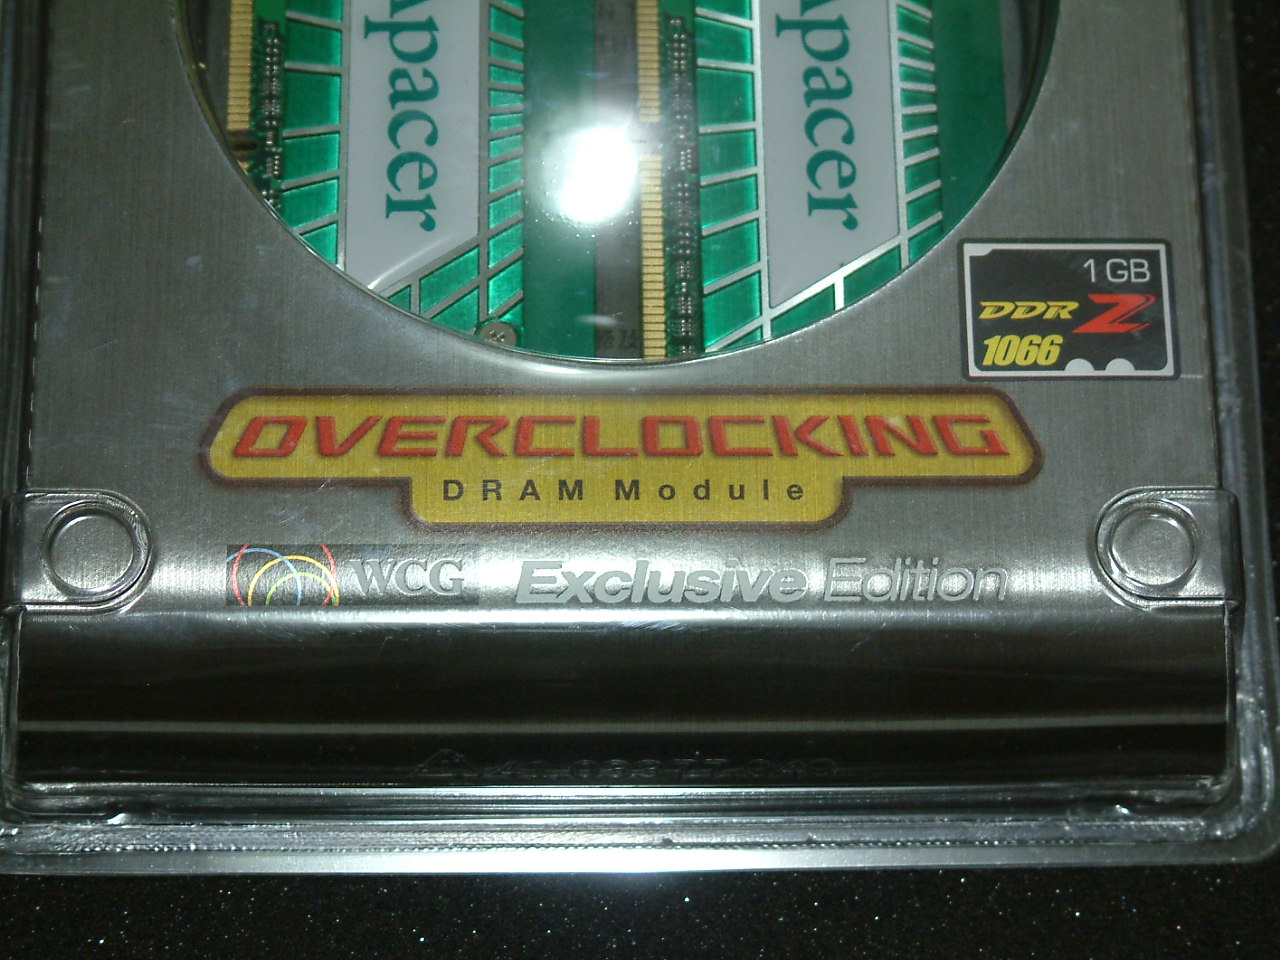 Apacer
Apacer
1GB
DDR Z
1066
OVERCLOCKING
DRAM Module
WCG Exclusive Edition